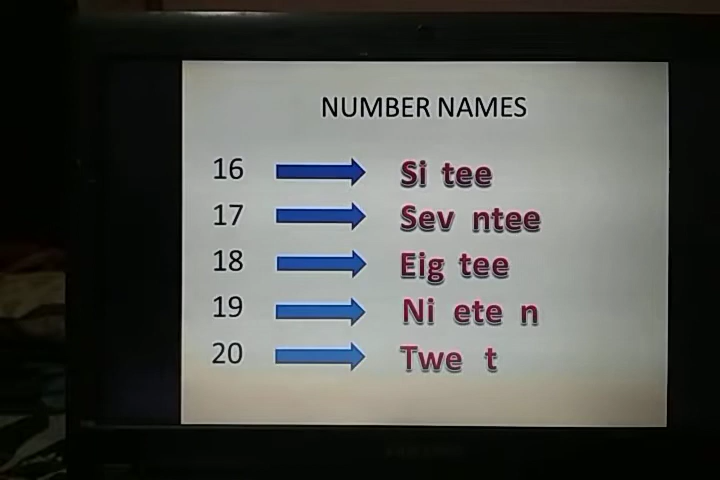 NUMBER NAMES
16 Si tee
17 Sev ntee
18 Eig tee
19 Ni ete n
20 Twe t